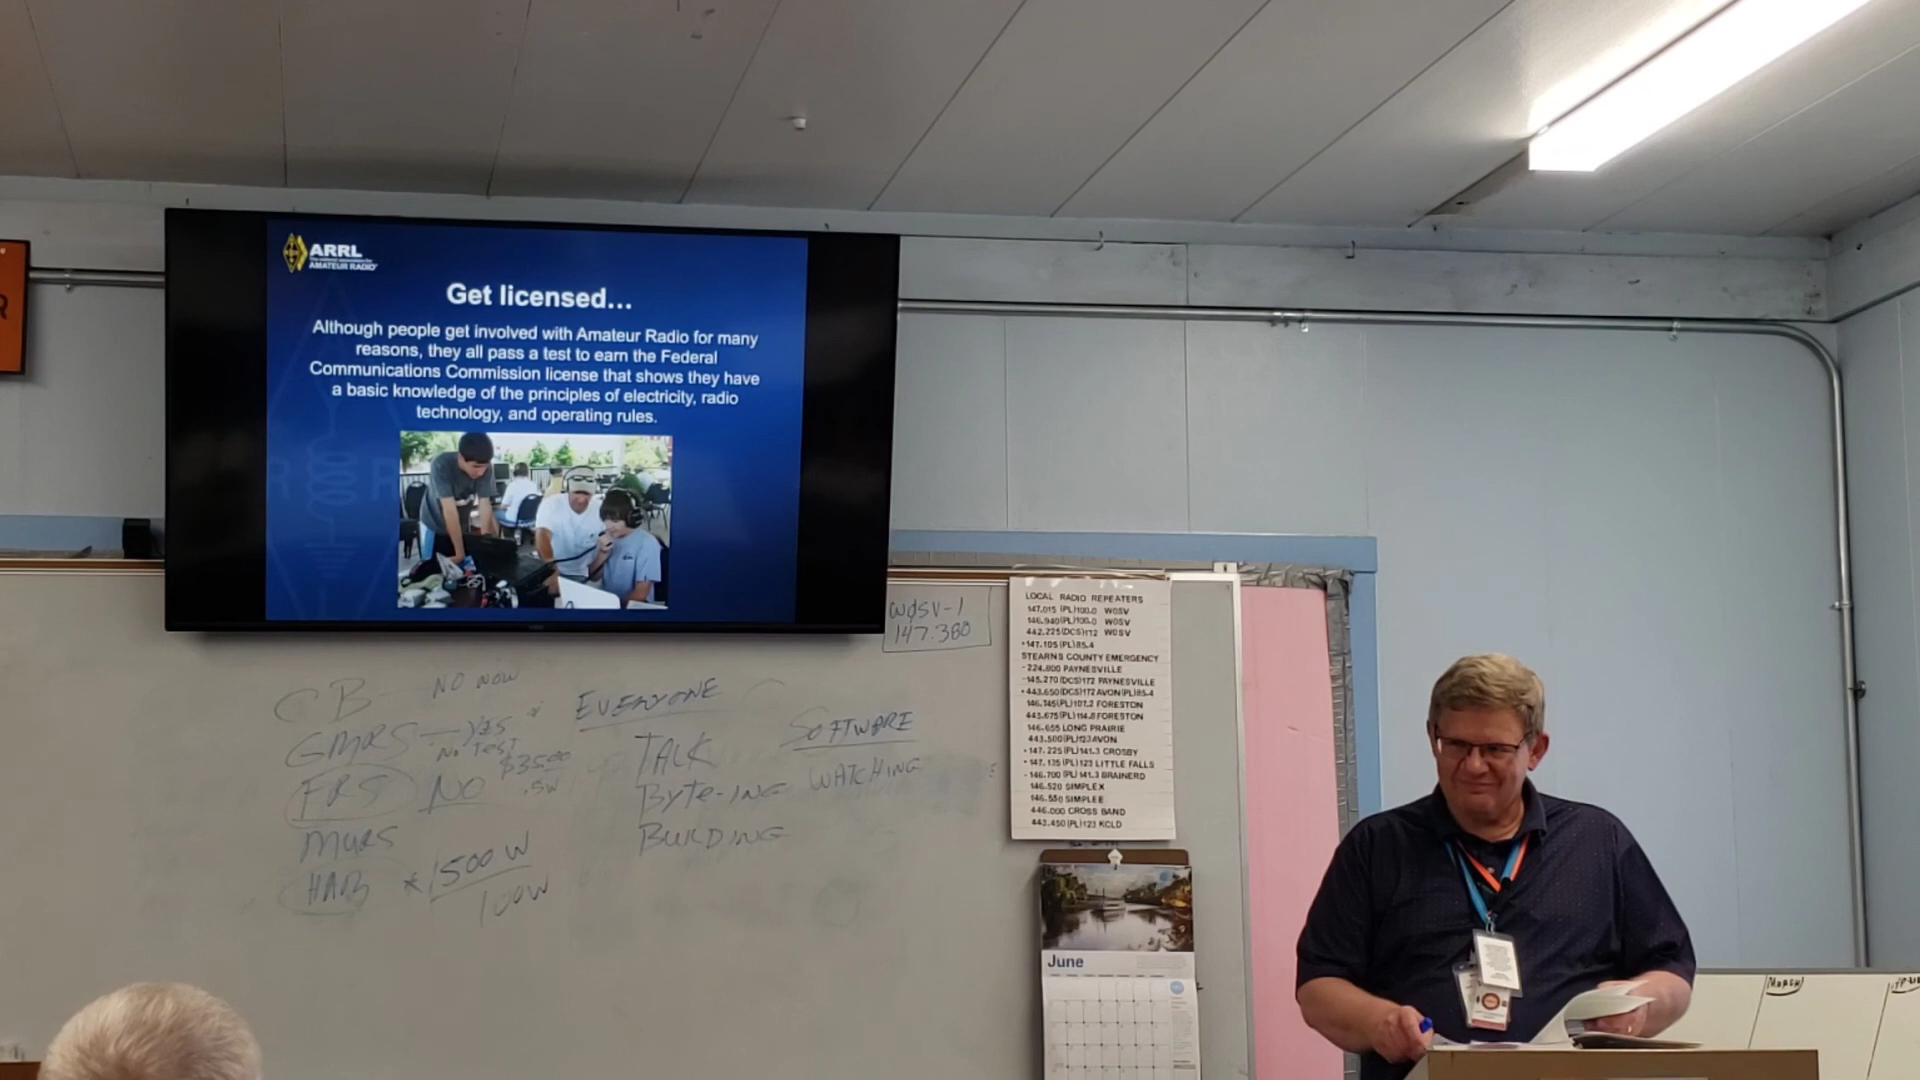 ARRL
AMATEUR RADIO
Get licensed...
Although people get involved with Amateur Radio for many
reasons, they all pass a test to earn the Federal
Communications Commission license that shows they have
a basic knowledge of the principles of electricity, radio
technology, and operating rules.
R
WØSV-1
147.380
CB - NO NOW
GMRS - YES
NO TEST
$35.00
FRS NO .5W
MURS
HAM * 1500 W
100W
EVERYONE
TALK
Byte-ING
BUILDING
SOFTWARE
WATCHING
LOCAL RADIO REPEATERS
147.015 (PL)100.0 W0SV
146.940(PL)100.0 W0SV
442.225(DCS)172 W0SV
•147.105(PL)85.4
STEARNS COUNTY EMERGENCY
-224.800 PAYNESVILLE
-145.270(DCS)172 PAYNESVILLE
•443.650(DCS)172 AVON(PL)85.4
146.745(PL)107.2 FORESTON
443.675(PL)114.8 FORESTON
146.655 LONG PRAIRIE
443.500(PL)123 AVON
•147.225(PL)141.3 CROSBY
•147.135(PL)123 LITTLE FALLS
-146.700 (PL)141.3 BRAINERD
146.520 SIMPLEX
146.550 SIMPLEE
446.000 CROSS BAND
443.450(PL)123 KCLD
June
MARCH